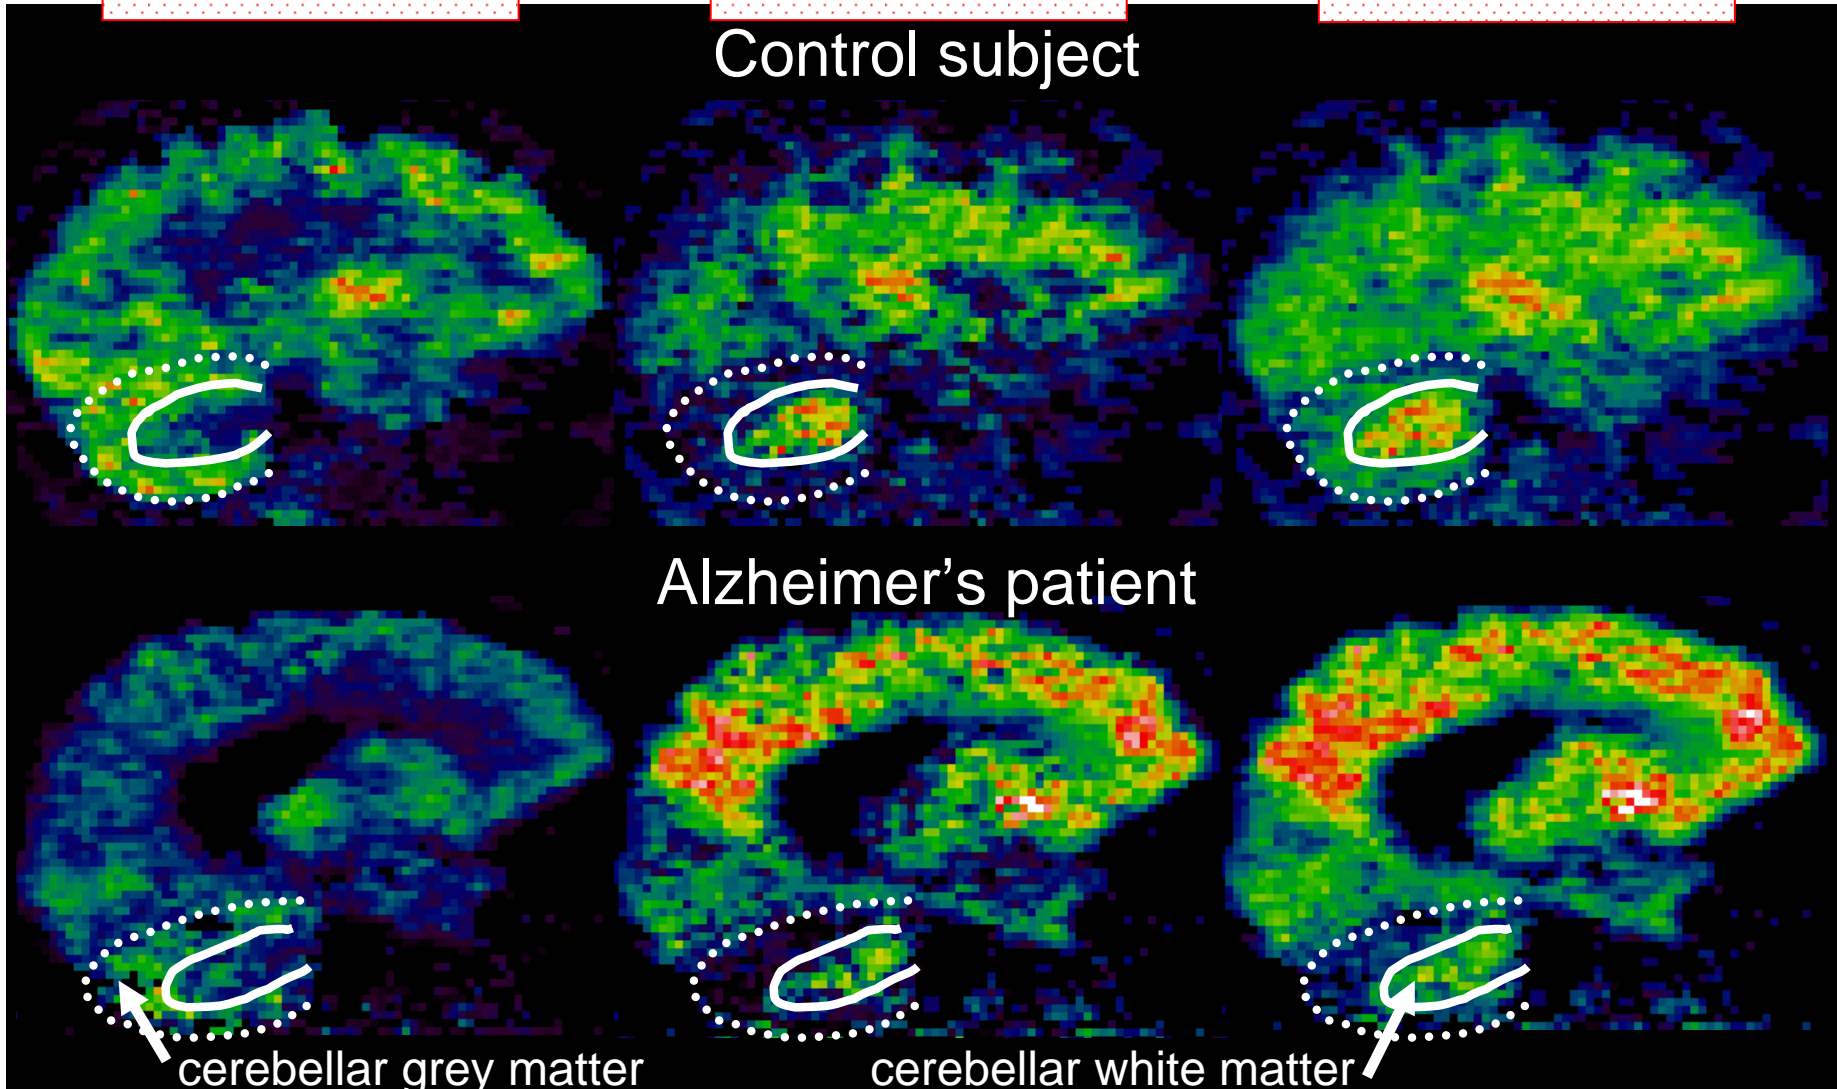 Control subject
Alzheimer’s patient
cerebellar grey matter
cerebellar white matter